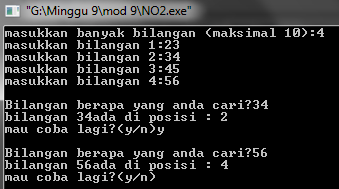 "G:\Minggu 9\mod 9\NO2.exe"
masukkan banyak bilangan (maksimal 10):4
masukkan bilangan 1:23
masukkan bilangan 2:34
masukkan bilangan 3:45
masukkan bilangan 4:56
Bilangan berapa yang anda cari?34
bilangan 34ada di posisi : 2
mau coba lagi?(y/n)y
Bilangan berapa yang anda cari?56
bilangan 56ada di posisi : 4
mau coba lagi?(y/n)